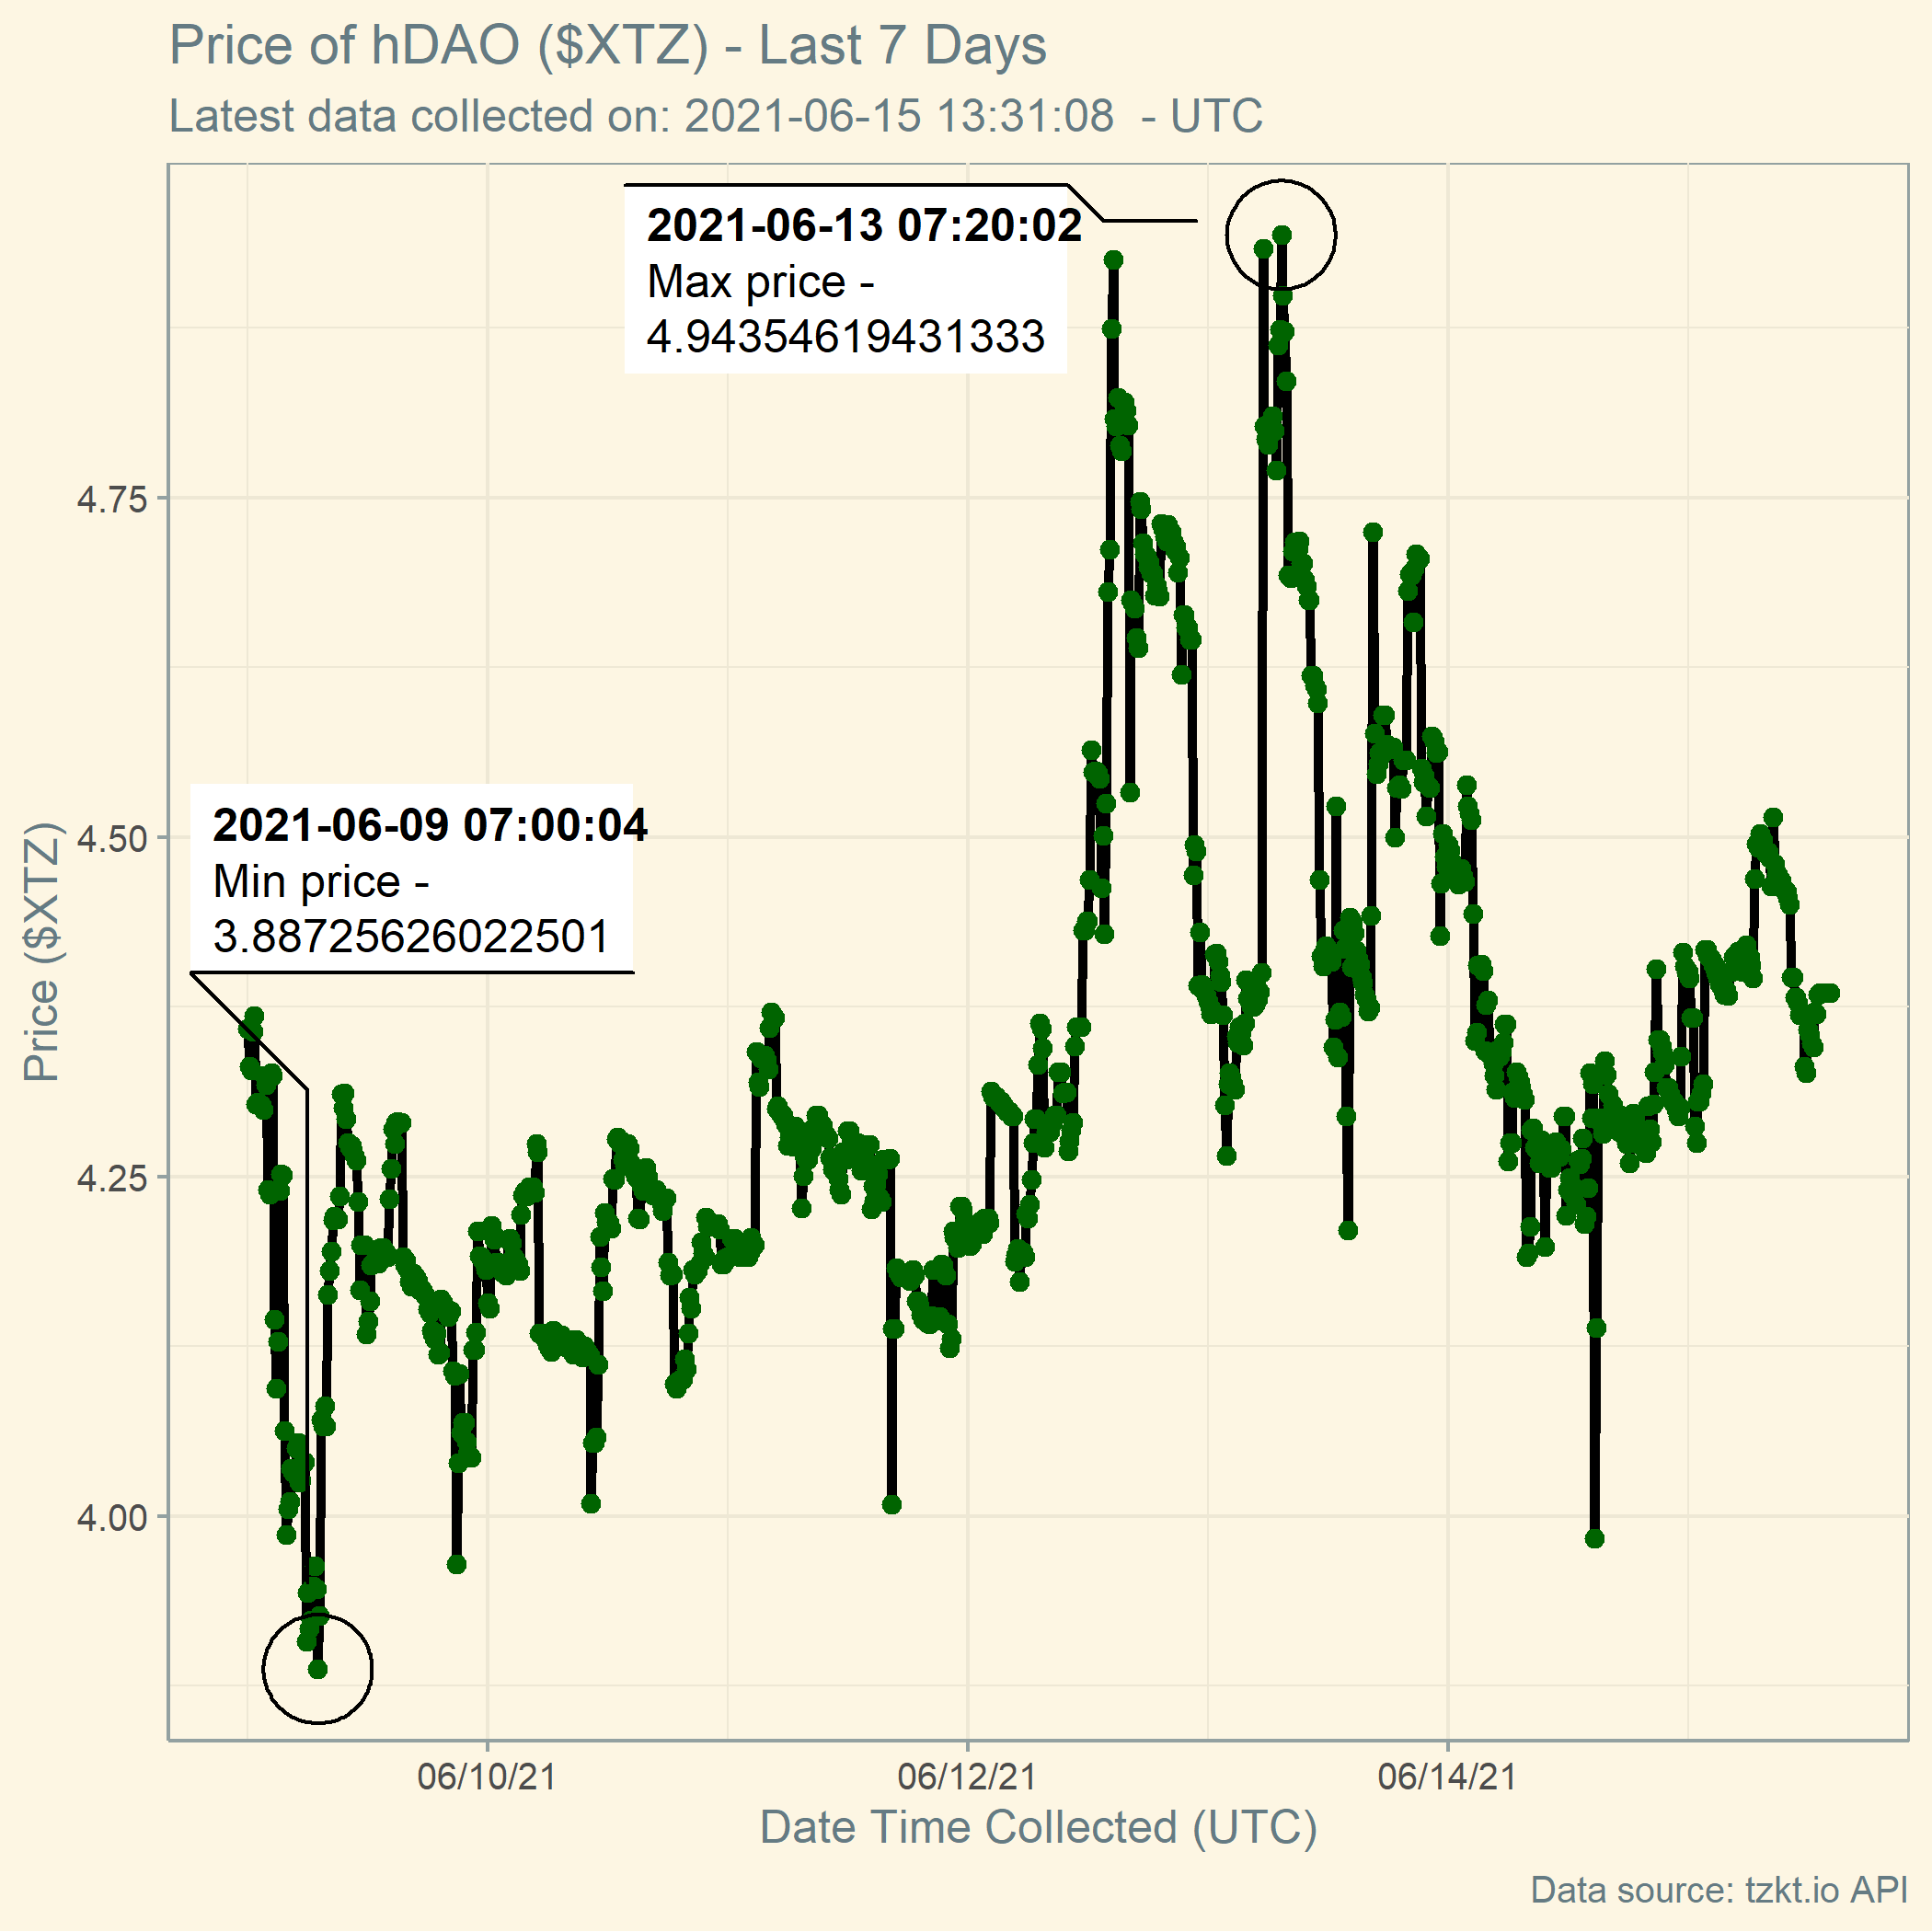 Price of hDAO ($XTZ) - Last 7 Days
Latest data collected on: 2021-06-15 13:31:08  - UTC
2021-06-13 07:20:02
Max price -
4.94354619431333
2021-06-09 07:00:04
Min price -
3.88725626022501
Price ($XTZ)
4.75
4.50
4.25
4.00
06/10/21
06/12/21
06/14/21
Date Time Collected (UTC)
Data source: tzkt.io API